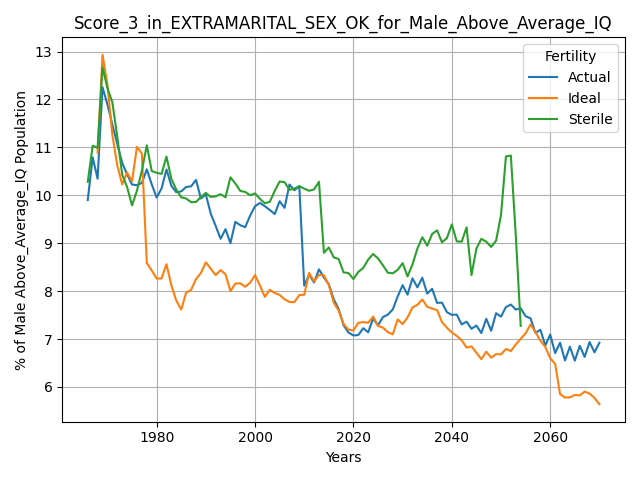 Score_3_in_EXTRAMARITAL_SEX_OK_for_Male_Above_Average_IQ
Fertility
Actual
Ideal
Sterile
% of Male Above_Average_IQ Population
13
12
11
10
9
8
7
6
1980 2000 2020 2040 2060
Years